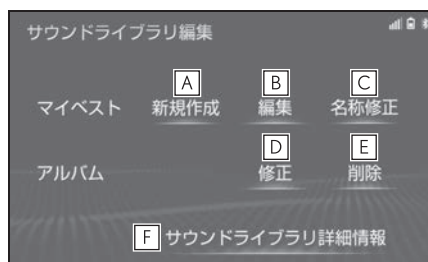 サウンドライブラリ編集
A B C
マイベスト 新規作成 編集 名称修正
D E
アルバム 修正 削除
F サウンドライブラリ詳細情報